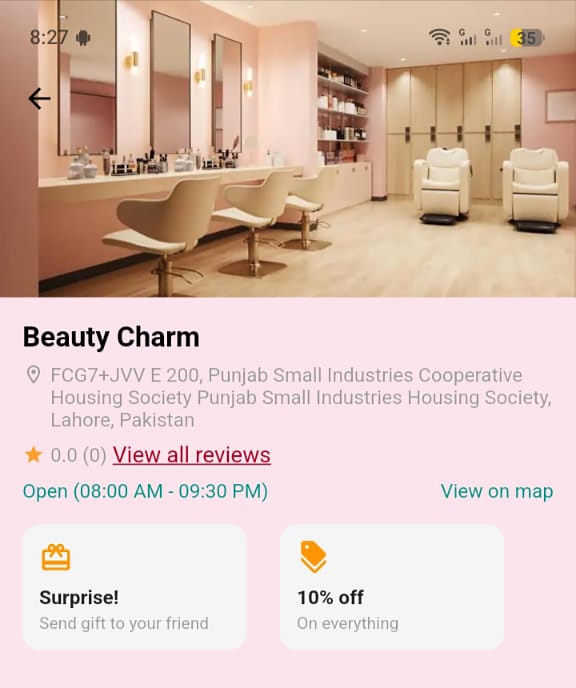 8:27
G G 35
Beauty Charm
FCG7+JVV E 200, Punjab Small Industries Cooperative
Housing Society Punjab Small Industries Housing Society,
Lahore, Pakistan
0.0 (0) View all reviews
Open (08:00 AM - 09:30 PM) View on map
Surprise! 10% off
Send gift to your friend On everything